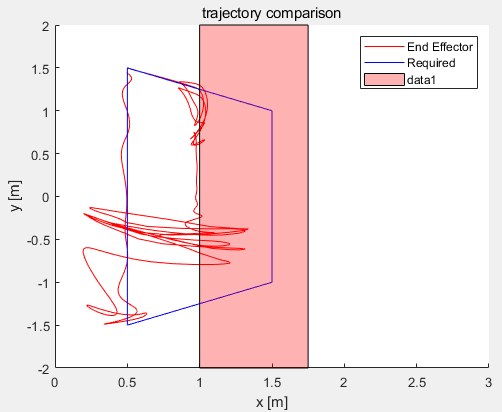 trajectory comparison
End Effector
Required
data1
2
1.5
1
0.5
0
-0.5
-1
-1.5
-2
y [m]
0
0.5
1
1.5
2
2.5
3
x [m]